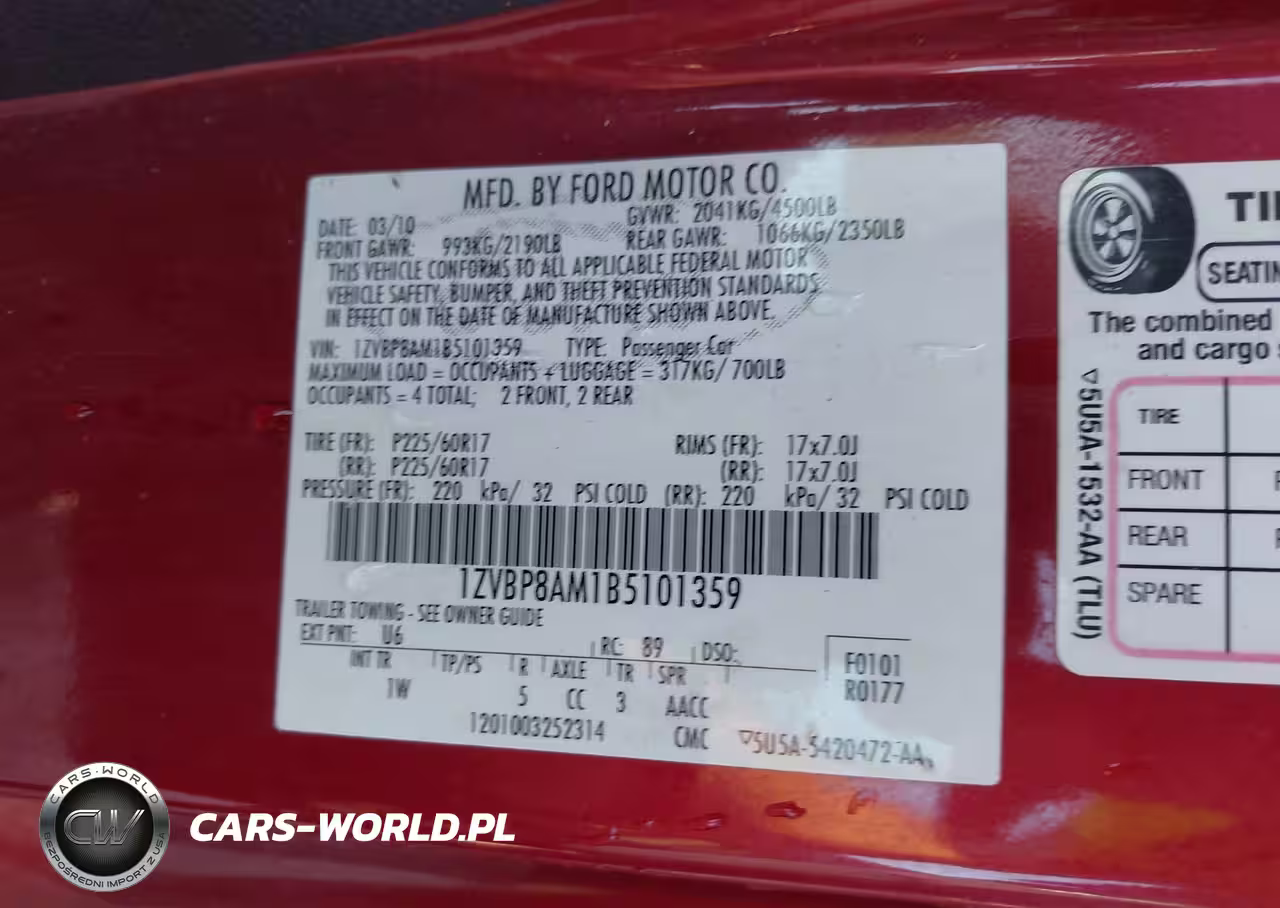 MFD. BY FORD MOTOR CO.
DATE: 03/10 GVWR: 2041KG/4500LB
FRONT GAWR: 993KG/2190LB REAR GAWR: 1066KG/2350LB
THIS VEHICLE CONFORMS TO ALL APPLICABLE FEDERAL MOTOR
VEHICLE SAFETY, BUMPER, AND THEFT PREVENTION STANDARDS
IN EFFECT ON THE DATE OF MANUFACTURE SHOWN ABOVE.
VIN: 1ZVBP8AM1B5101359 TYPE: Passenger Car
MAXIMUM LOAD = OCCUPANTS + LUGGAGE = 317KG/ 700LB
OCCUPANTS = 4 TOTAL; 2 FRONT, 2 REAR
TIRE (FR): P225/60R17 RIMS (FR): 17x7.0J
(RR): P225/60R17 (RR): 17x7.0J
PRESSURE (FR): 220 kPa/ 32 PSI COLD (RR): 220 kPa/ 32 PSI COLD
1ZVBP8AM1B5101359
TRAILER TOWING - SEE OWNER GUIDE
EXT PNT: U6 RC: 89 DSO:
INT TR TP/PS R AXLE TR SPR
F0101
1W 5 CC 3 AACC
R0177
1201003252314 CMC ▽5U5A-5420472-AA
TI
SEATIN
The combined
and cargo
TIRE
FRONT
REAR
SPARE
▽5U5A-1532-AA (TLU)
CARS-WORLD
CW
BEZPOŚREDNI IMPORT Z USA
CARS-WORLD.PL